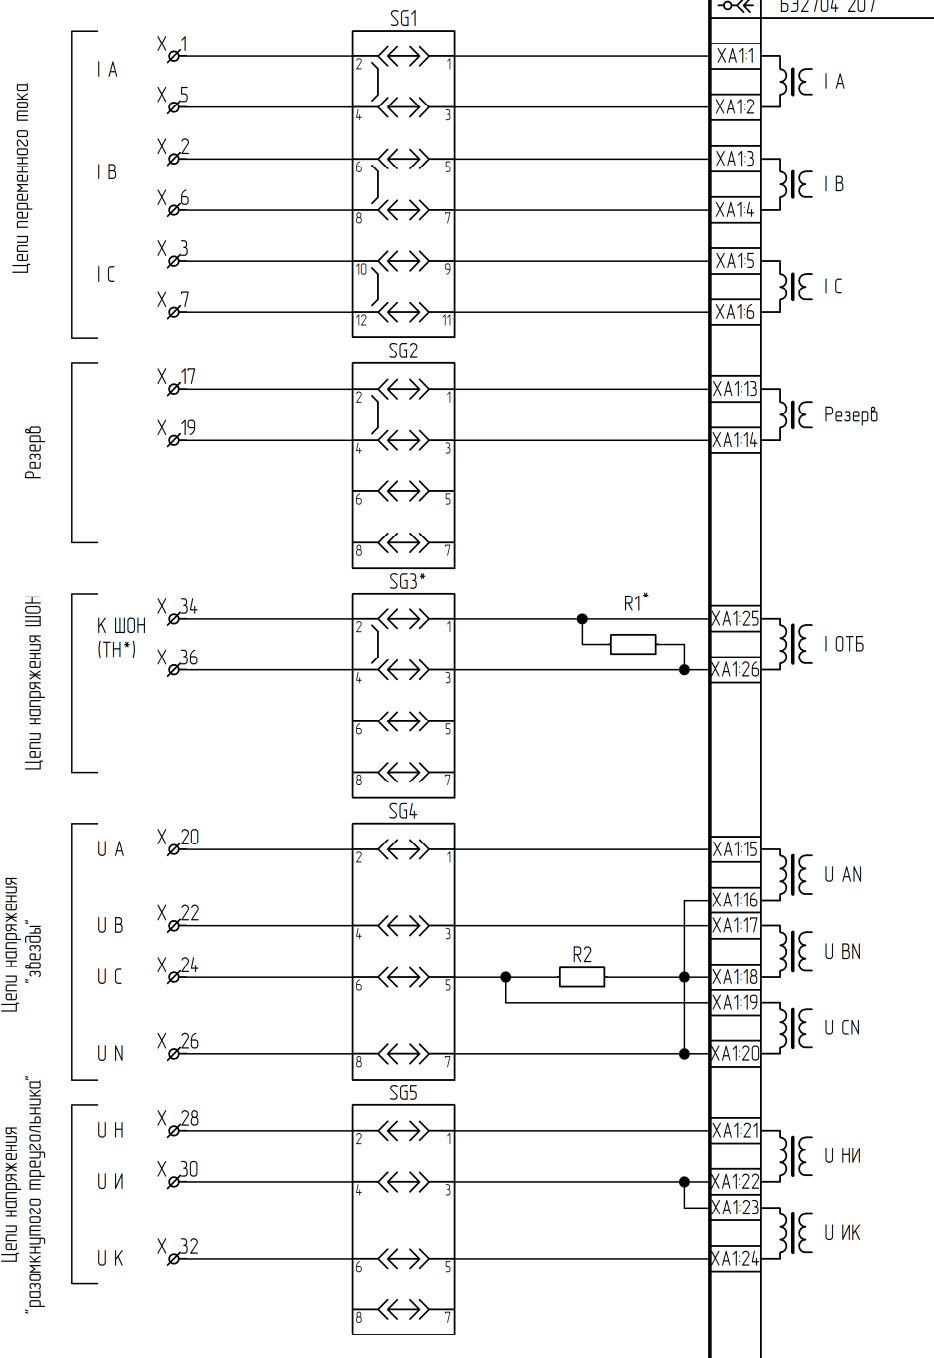 БЭ2704 207
Цепи переменного тока
SG1
I A
X 1
2
1
XA1:1
I A
X 5
4
3
XA1:2
I B
X 2
6
5
XA1:3
I B
X 6
8
7
XA1:4
I C
X 3
10
9
XA1:5
I C
X 7
12
11
XA1:6
Резерв
SG2
X 17
2
1
XA1:13
Резерв
X 19
4
3
XA1:14
6
5
8
7
Цепи напряжения ШОН
SG3*
К ШОН
(ТН*)
X 34
2
1
R1*
XA1:25
I ОТБ
X 36
4
3
XA1:26
6
5
8
7
Цепи напряжения
"звезды"
SG4
U A
X 20
2
1
XA1:15
U AN
XA1:16
U B
X 22
4
3
XA1:17
U BN
U C
X 24
6
5
R2
XA1:18
XA1:19
U CN
U N
X 26
8
7
XA1:20
Цепи напряжения
"разомкнутого треугольника"
SG5
U Н
X 28
2
1
XA1:21
U НИ
U И
X 30
4
3
XA1:22
XA1:23
U ИК
U К
X 32
6
5
XA1:24
8
7